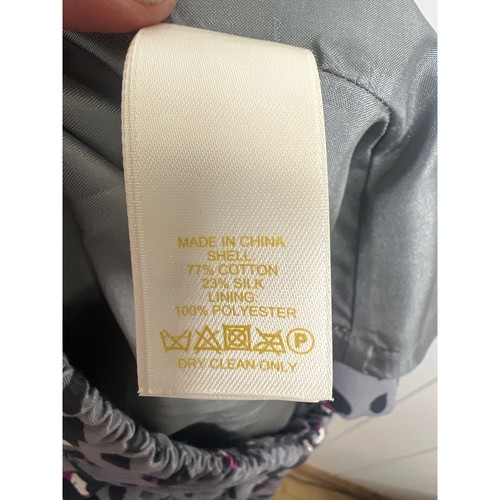 MADE IN CHINA
SHELL:
77% COTTON
23% SILK
LINING:
100% POLYESTER
P
DRY CLEAN ONLY